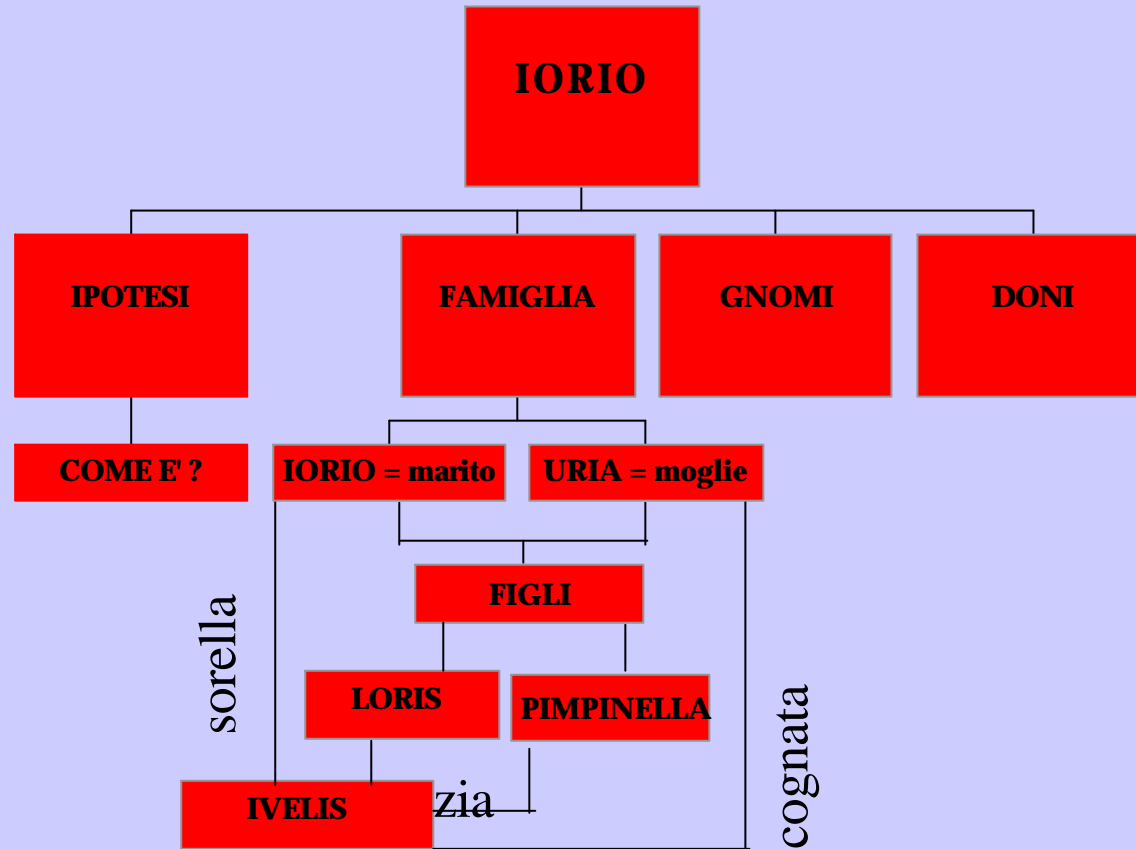 IORIO
IPOTESI
FAMIGLIA
GNOMI
DONI
COME E' ?
IORIO = marito
URIA = moglie
FIGLI
sorella
LORIS
PIMPINELLA
cognata
IVELIS
zia